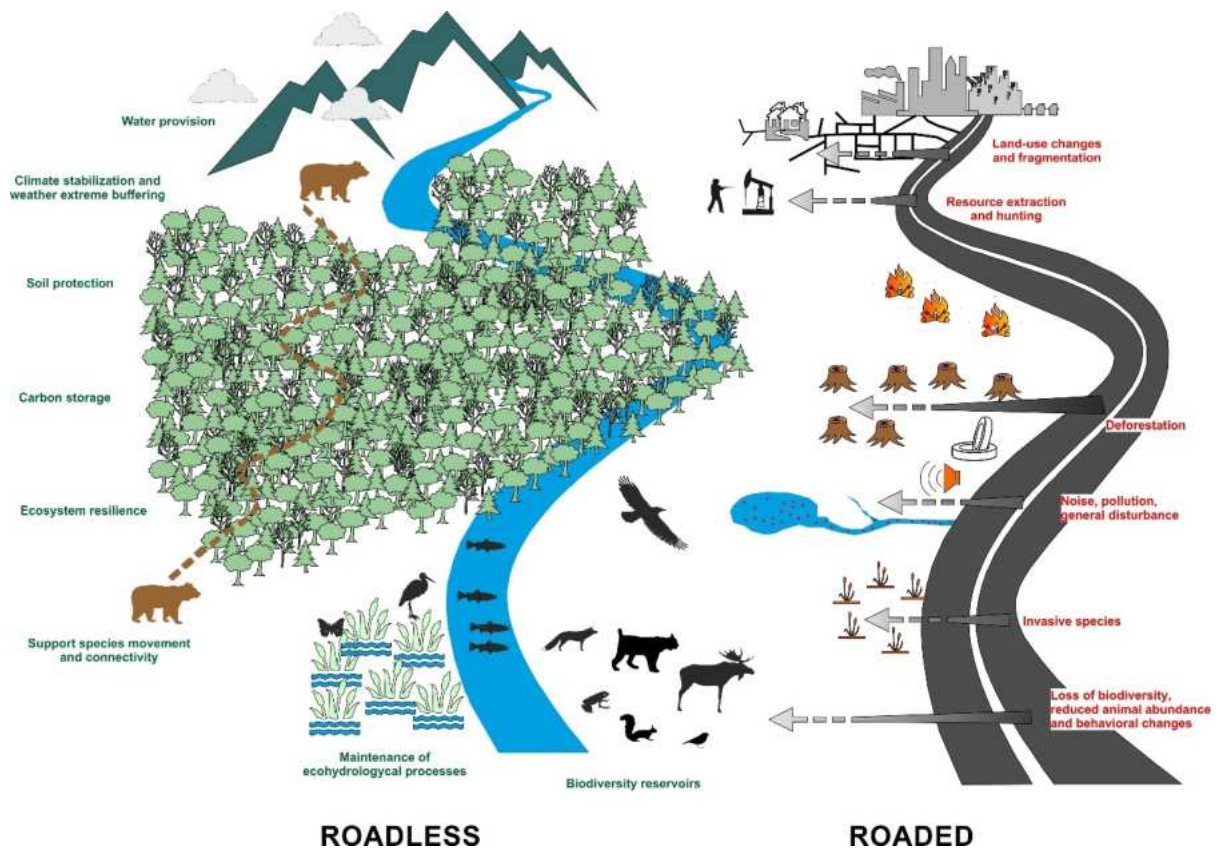 Water provision
Climate stabilization and
weather extreme buffering
Soil protection
Carbon storage
Ecosystem resilience
Support species movement
and connectivity
Maintenance of
ecohydrologycal processes
Biodiversity reservoirs
ROADLESS
Land-use changes
and fragmentation
Resource extraction
and hunting
Deforestation
Noise, pollution,
general disturbance
Invasive species
Loss of biodiversity,
reduced animal abundance
and behavioral changes
ROADED